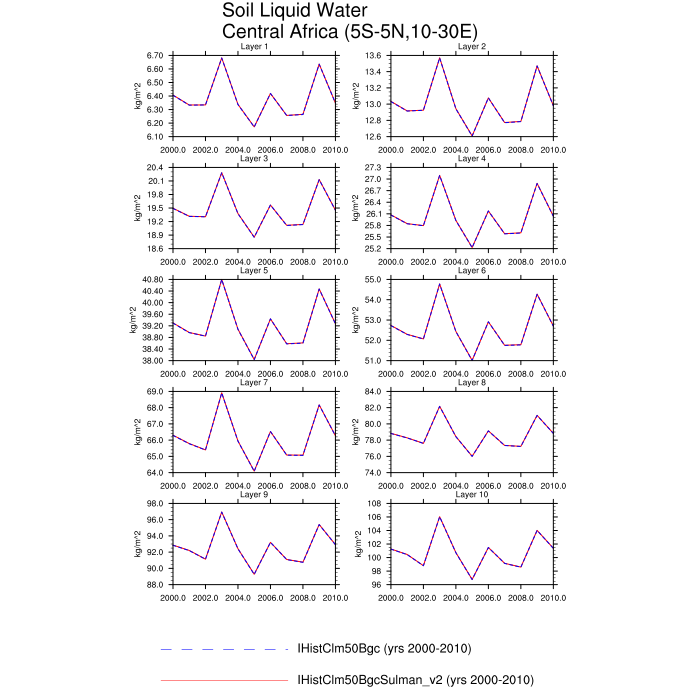 Soil Liquid Water
Central Africa (5S-5N,10-30E)
Layer 1
kg/m^2
6.70
6.60
6.50
6.40
6.30
6.20
6.10
2000.0 2002.0 2004.0 2006.0 2008.0 2010.0
Layer 2
kg/m^2
13.6
13.4
13.2
13.0
12.8
12.6
2000.0 2002.0 2004.0 2006.0 2008.0 2010.0
Layer 3
kg/m^2
20.4
20.1
19.8
19.5
19.2
18.9
18.6
2000.0 2002.0 2004.0 2006.0 2008.0 2010.0
Layer 4
kg/m^2
27.3
27.0
26.7
26.4
26.1
25.8
25.5
25.2
2000.0 2002.0 2004.0 2006.0 2008.0 2010.0
Layer 5
kg/m^2
40.80
40.40
40.00
39.60
39.20
38.80
38.40
38.00
2000.0 2002.0 2004.0 2006.0 2008.0 2010.0
Layer 6
kg/m^2
55.0
54.0
53.0
52.0
51.0
2000.0 2002.0 2004.0 2006.0 2008.0 2010.0
Layer 7
kg/m^2
69.0
68.0
67.0
66.0
65.0
64.0
2000.0 2002.0 2004.0 2006.0 2008.0 2010.0
Layer 8
kg/m^2
84.0
82.0
80.0
78.0
76.0
74.0
2000.0 2002.0 2004.0 2006.0 2008.0 2010.0
Layer 9
kg/m^2
98.0
96.0
94.0
92.0
90.0
88.0
2000.0 2002.0 2004.0 2006.0 2008.0 2010.0
Layer 10
kg/m^2
108
106
104
102
100
98
96
2000.0 2002.0 2004.0 2006.0 2008.0 2010.0
IHistClm50Bgc (yrs 2000-2010)
IHistClm50BgcSulman_v2 (yrs 2000-2010)